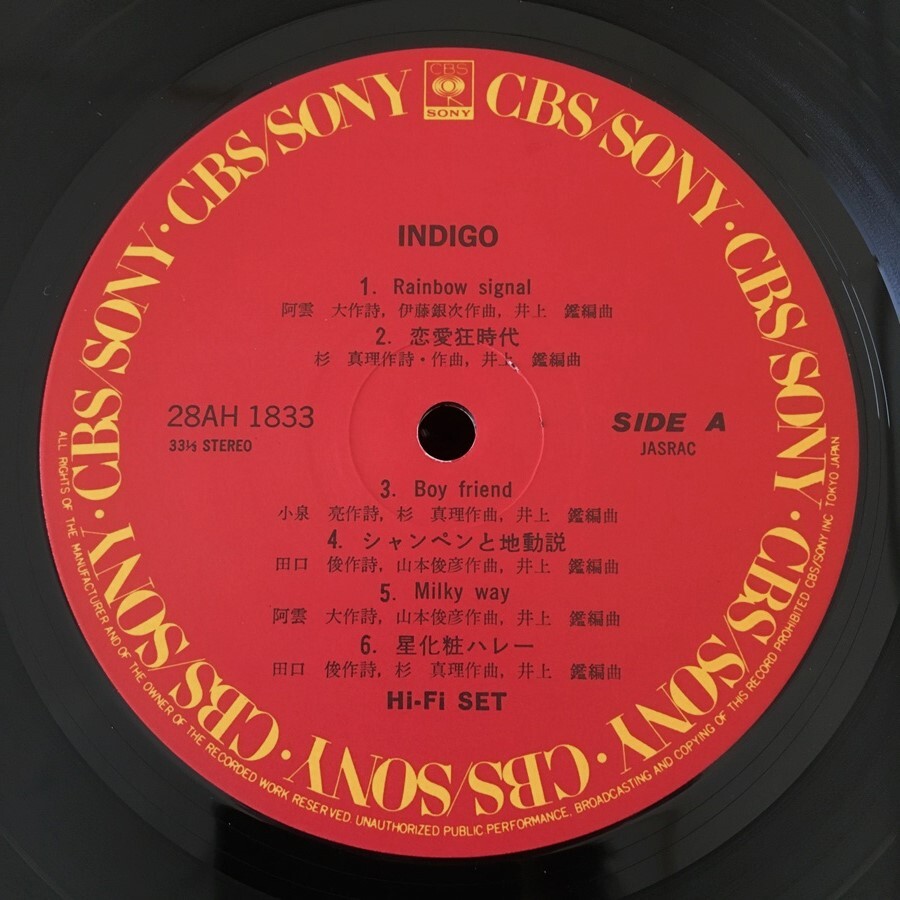 CBS
SONY
CBS/SONY · CBS/SONY · CBS/SONY · CBS/SONY · CBS/SONY · CBS/SONY · CBS/SONY · CBS/SONY · CBS/SONY
INDIGO
1. Rainbow signal
阿雲 大作詩, 伊藤銀次作曲, 井上 鑑編曲
2. 恋愛狂時代
杉 真理作詩・作曲, 井上 鑑編曲
28AH 1833
33⅓ STEREO
SIDE A
JASRAC
3. Boy friend
小泉 亮作詩, 杉 真理作曲, 井上 鑑編曲
4. シャンペンと地動説
田口 俊作詩, 山本俊彦作曲, 井上 鑑編曲
5. Milky way
阿雲 大作詩, 山本俊彦作曲, 井上 鑑編曲
6. 星化粧ハレー
田口 俊作詩, 杉 真理作曲, 井上 鑑編曲
Hi-Fi SET
ALL RIGHTS OF THE MANUFACTURER AND OF THE OWNER OF THE RECORDED WORK RESERVED. UNAUTHORIZED PUBLIC PERFORMANCE, BROADCASTING AND COPYING OF THIS RECORD PROHIBITED CBS/SONY INC. TOKYO JAPAN